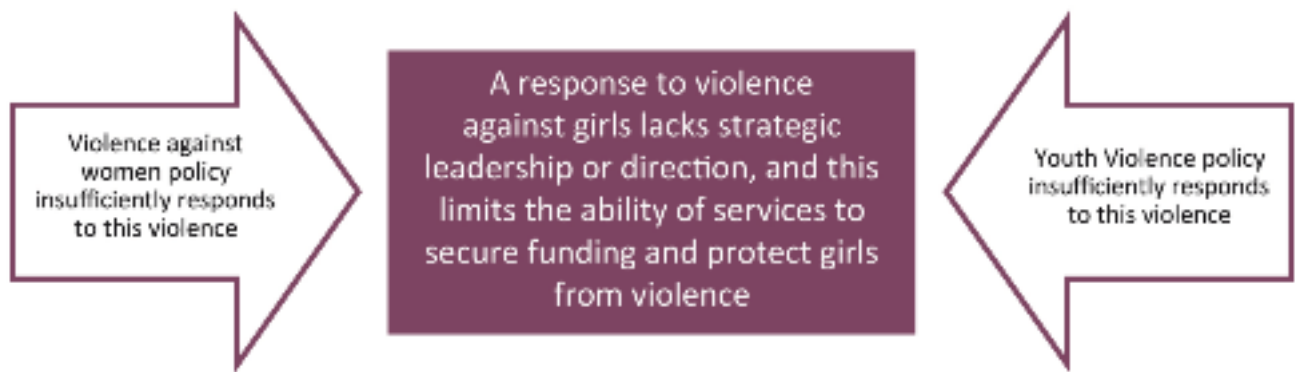 Violence against
women policy
insufficiently responds
to this violence
A response to violence
against girls lacks strategic
leadership or direction, and this
limits the ability of services to
secure funding and protect girls
from violence
Youth Violence policy
insufficiently responds
to this violence